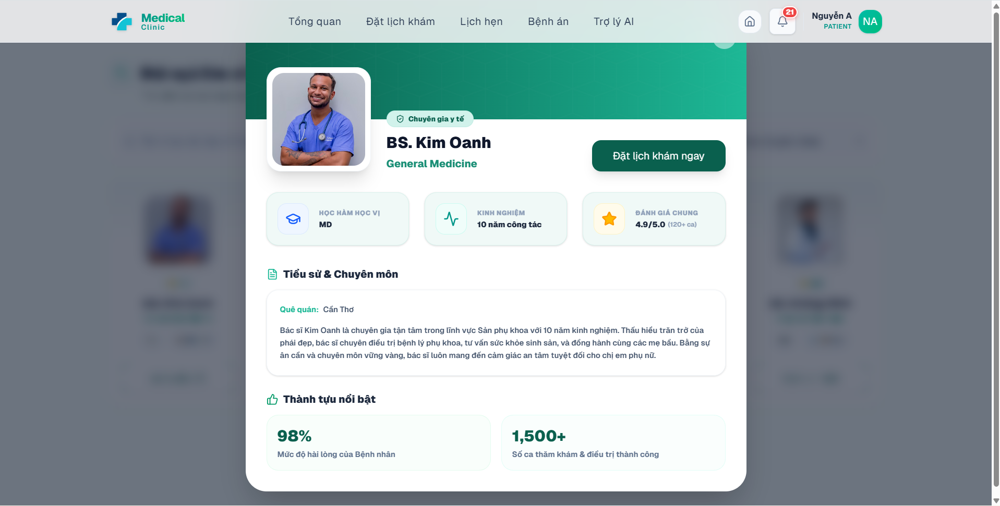 Medical
Clinic
Tổng quan
Đặt lịch khám
Lịch hẹn
Bệnh án
Trợ lý AI
21
Nguyễn A
PATIENT
NA
Chuyên gia y tế
BS. Kim Oanh
General Medicine
Đặt lịch khám ngay
HỌC HÀM HỌC VỊ
MD
KINH NGHIỆM
10 năm công tác
ĐÁNH GIÁ CHUNG
4.9/5.0 (120+ ca)
Tiểu sử & Chuyên môn
Quê quán: Cần Thơ
Bác sĩ Kim Oanh là chuyên gia tận tâm trong lĩnh vực Sản phụ khoa với 10 năm kinh nghiệm. Thấu hiểu trăn trở của
phái đẹp, bác sĩ chuyên điều trị bệnh lý phụ khoa, tư vấn sức khỏe sinh sản, và đồng hành cùng các mẹ bầu. Bằng sự
ân cần và chuyên môn vững vàng, bác sĩ luôn mang đến cảm giác an tâm tuyệt đối cho chị em phụ nữ.
Thành tựu nổi bật
98%
Mức độ hài lòng của Bệnh nhân
1,500+
Số ca thăm khám & điều trị thành công